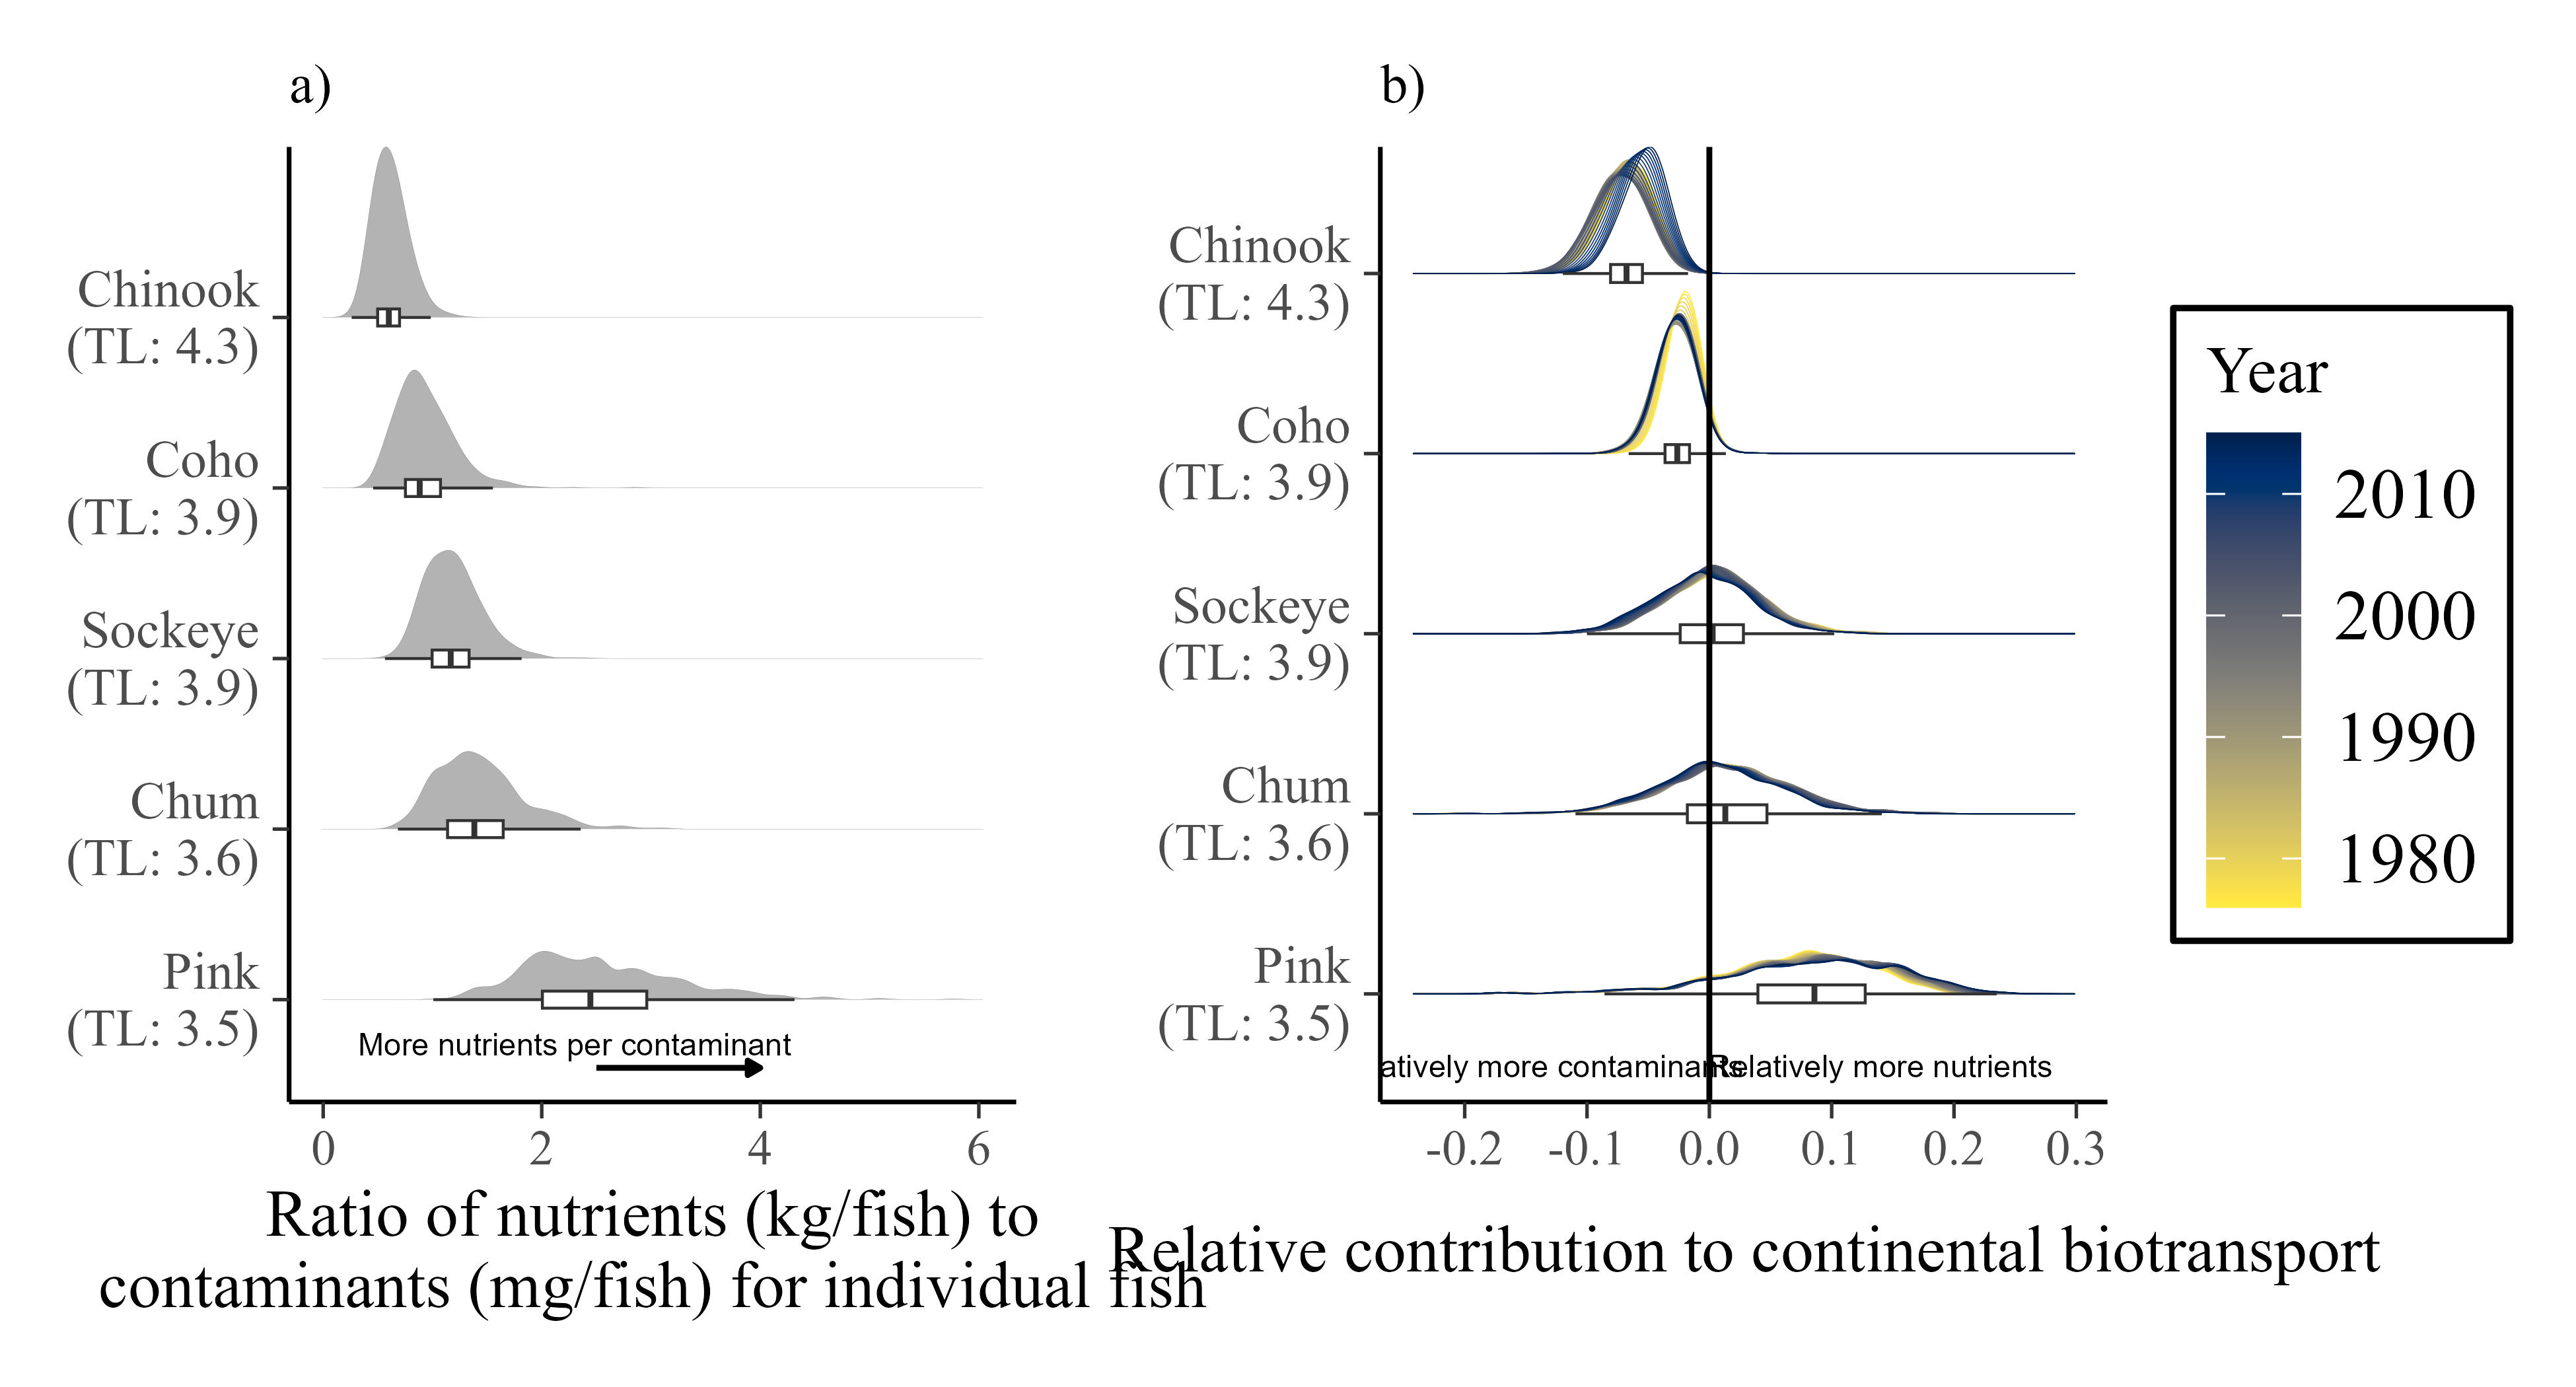 a)
Chinook
(TL: 4.3)
Coho
(TL: 3.9)
Sockeye
(TL: 3.9)
Chum
(TL: 3.6)
Pink
(TL: 3.5)
More nutrients per contaminant
0 2 4 6
Ratio of nutrients (kg/fish) to
contaminants (mg/fish) for individual fish
b)
Chinook
(TL: 4.3)
Coho
(TL: 3.9)
Sockeye
(TL: 3.9)
Chum
(TL: 3.6)
Pink
(TL: 3.5)
atively more contaminants
Relatively more nutrients
-0.2 -0.1 0.0 0.1 0.2 0.3
Relative contribution to continental biotransport
Year
2010
2000
1990
1980